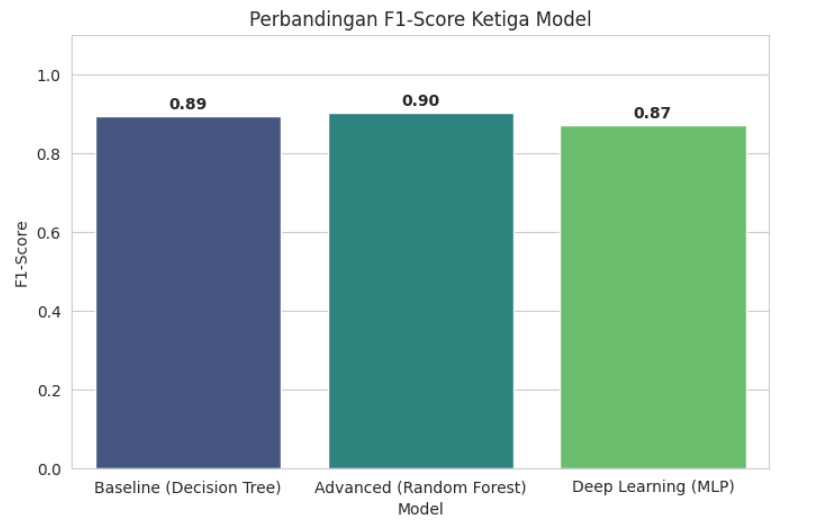 Perbandingan F1-Score Ketiga Model
F1-Score
1.0
0.8
0.6
0.4
0.2
0.0
0.89
0.90
0.87
Baseline (Decision Tree)
Advanced (Random Forest)
Deep Learning (MLP)
Model